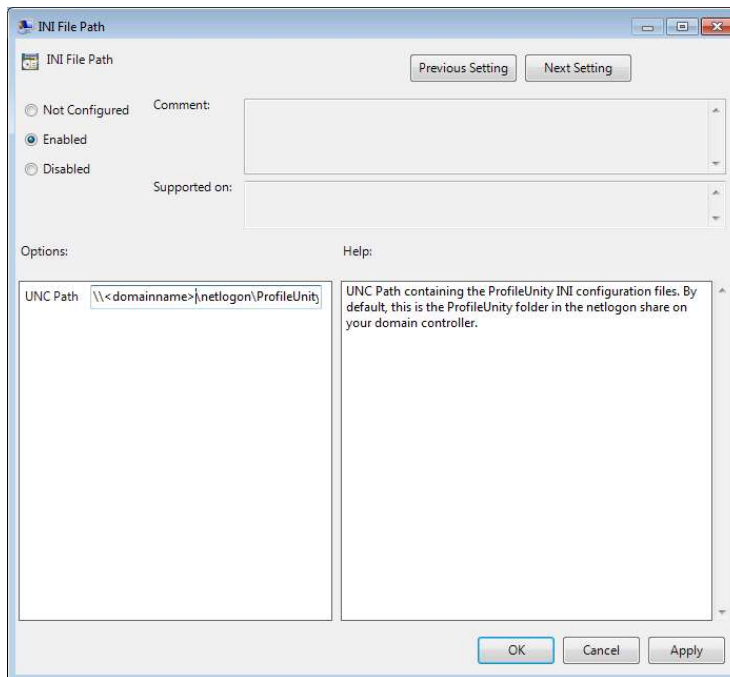 INI File Path
INI File Path
Previous Setting
Next Setting
Not Configured
Comment:
Enabled
Disabled
Supported on:
Options:
Help:
UNC Path
\\<domainname>\netlogon\ProfileUnity
UNC Path containing the ProfileUnity INI configuration files. By
default, this is the ProfileUnity folder in the netlogon share on
your domain controller.
OK
Cancel
Apply